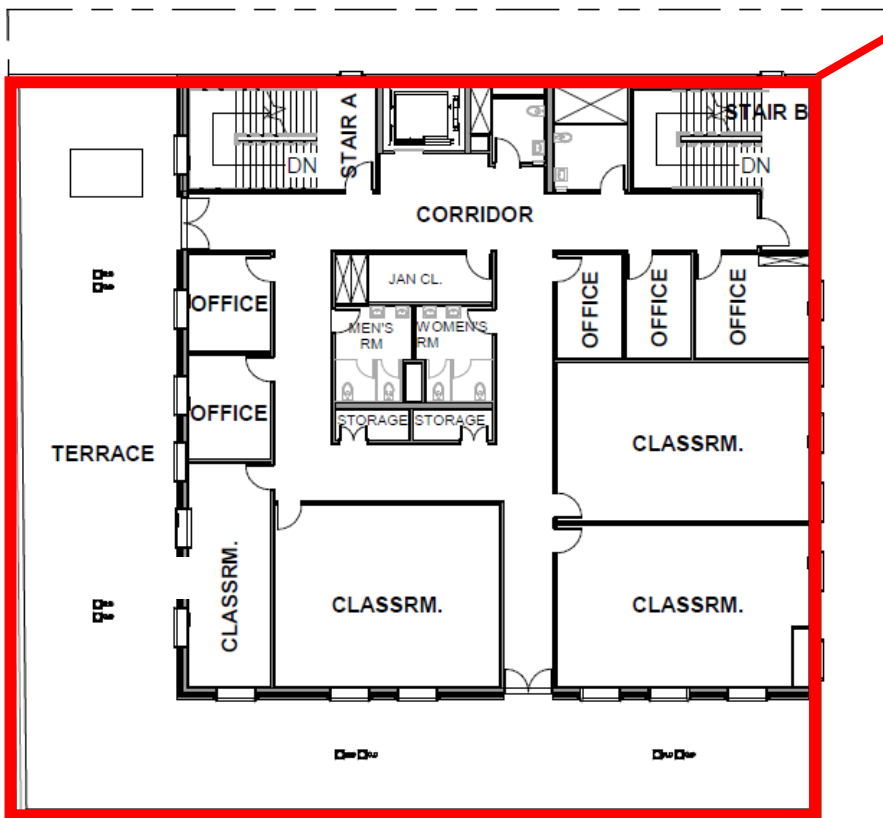 STAIR A
STAIR B
DN
DN
CORRIDOR
JAN CL.
OFFICE
OFFICE
OFFICE
OFFICE
MEN'S
RM
WOMEN'S
RM
OFFICE
STORAGE
STORAGE
TERRACE
CLASSRM.
CLASSRM.
CLASSRM.
CLASSRM.